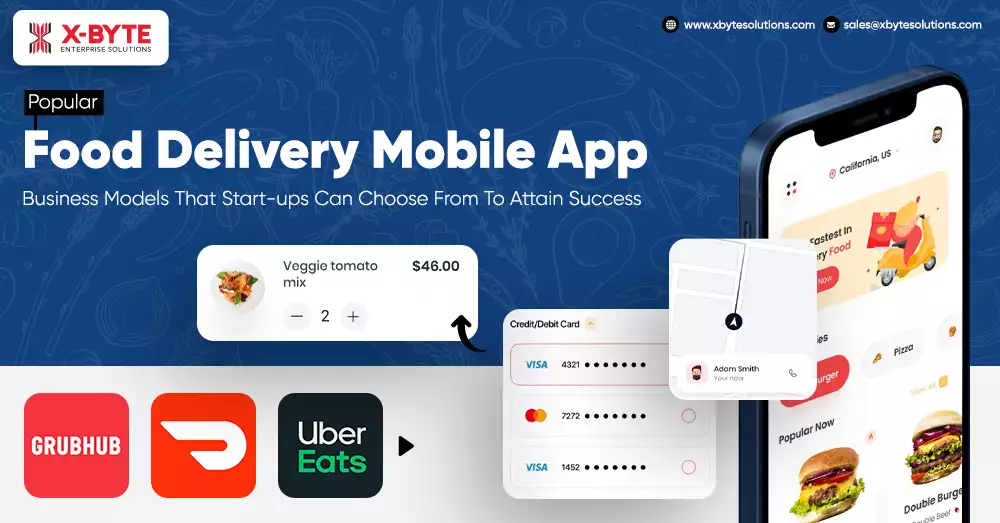 X-BYTE
ENTERPRISE SOLUTIONS
www.xbytesolutions.com
sales@xbytesolutions.com
Popular
Food Delivery Mobile App
Business Models That Start-ups Can Choose From To Attain Success
Veggie tomato
mix
$46.00
2
Credit/Debit Card
VISA 4321
7272
VISA 1452
Adam Smith
Your rider
GRUBHUB
Uber
Eats
California, US
Fastest In
Food
Now
Pizza
View All
Popular Now
Double
Double Beef